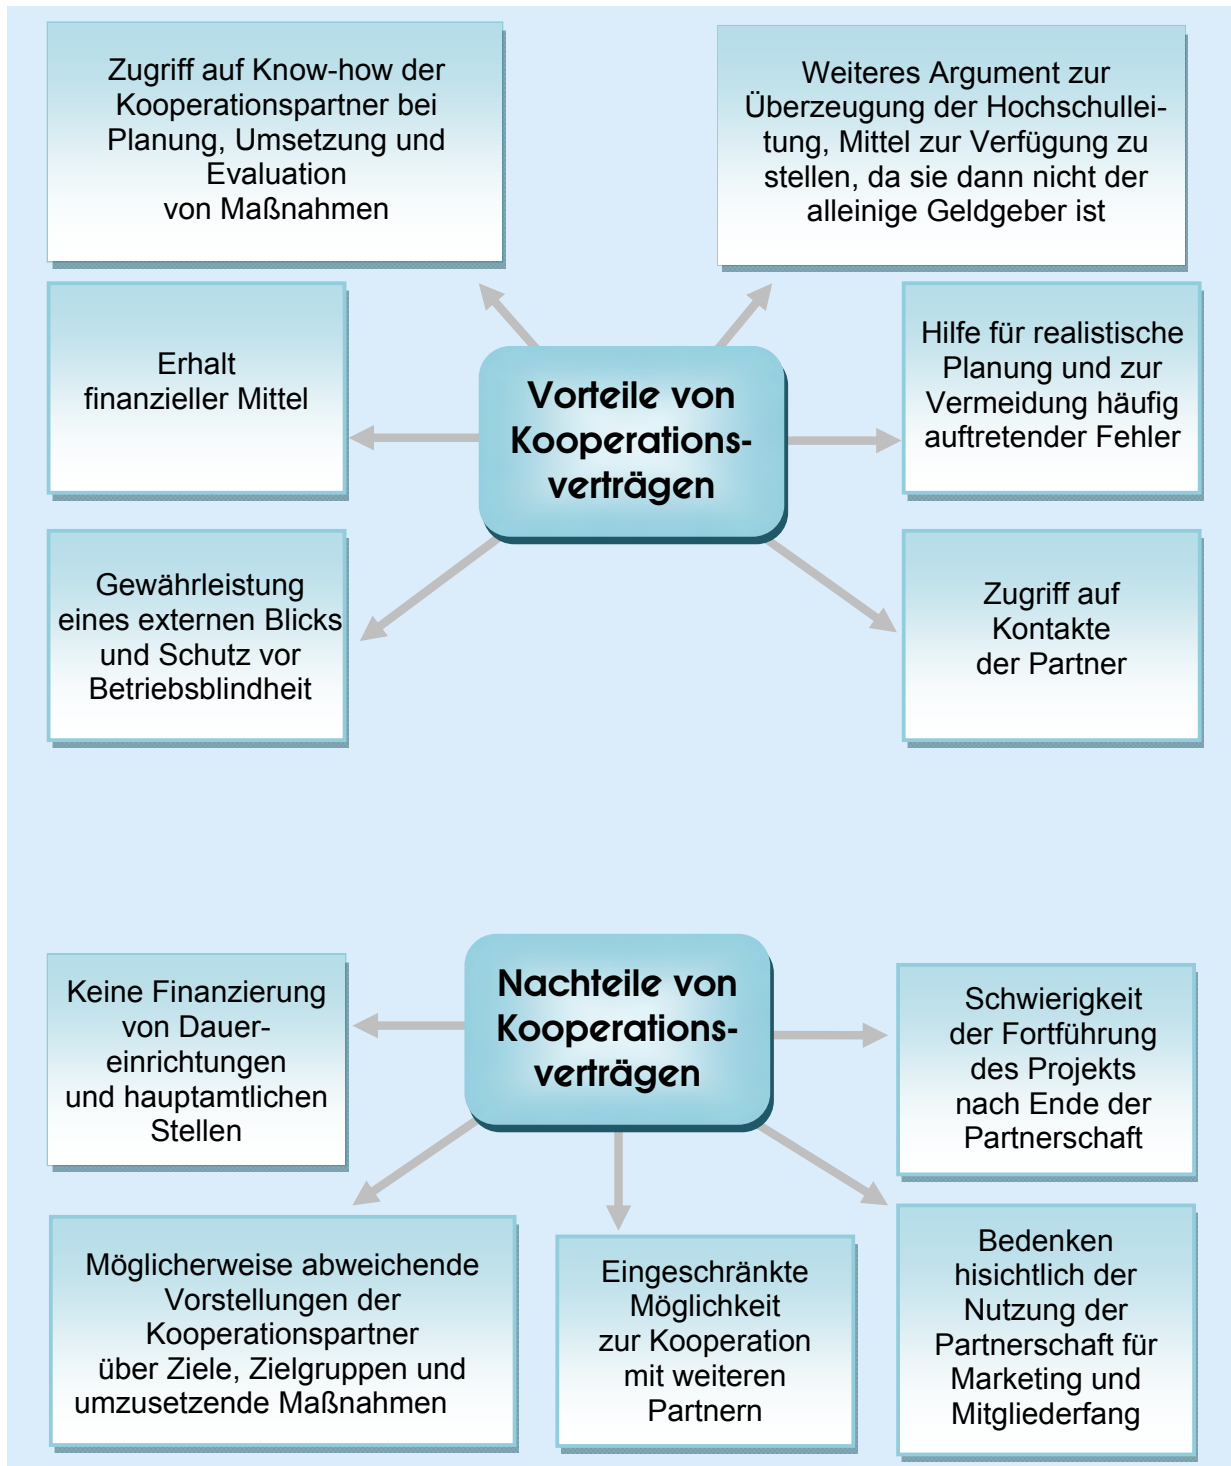 Zugriff auf Know-how der
Kooperationspartner bei
Planung, Umsetzung und
Evaluation
von Maßnahmen
Weiteres Argument zur
Überzeugung der Hochschullei-
tung, Mittel zur Verfügung zu
stellen, da sie dann nicht der
alleinige Geldgeber ist
Erhalt
finanzieller Mittel
Vorteile von
Kooperations-
verträgen
Hilfe für realistische
Planung und zur
Vermeidung häufig
auftretender Fehler
Gewährleistung
eines externen Blicks
und Schutz vor
Betriebsblindheit
Zugriff auf
Kontakte
der Partner
Keine Finanzierung
von Dauer-
einrichtungen
und hauptamtlichen
Stellen
Nachteile von
Kooperations-
verträgen
Schwierigkeit
der Fortführung
des Projekts
nach Ende der
Partnerschaft
Möglicherweise abweichende
Vorstellungen der
Kooperationspartner
über Ziele, Zielgruppen und
umzusetzende Maßnahmen
Eingeschränkte
Möglichkeit
zur Kooperation
mit weiteren
Partnern
Bedenken
hisichtlich der
Nutzung der
Partnerschaft für
Marketing und
Mitgliederfang